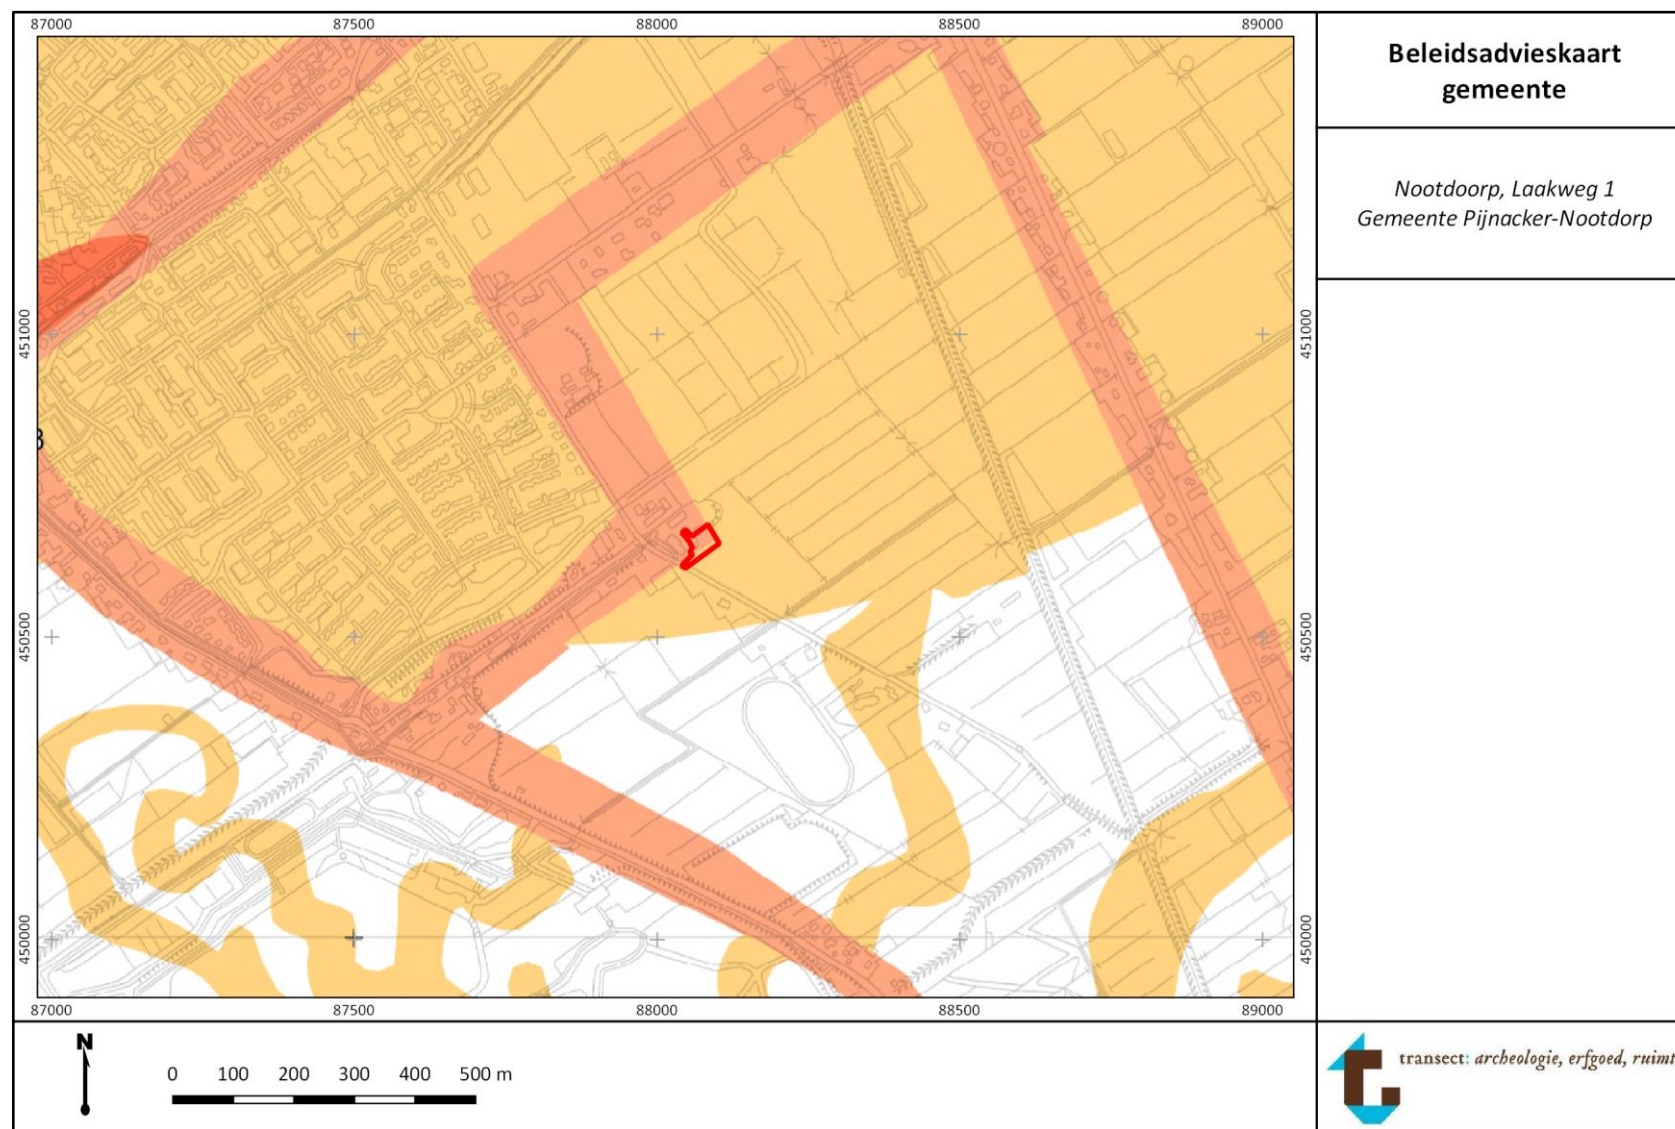 87000 87500 88000 88500 89000
Beleidsadvieskaart
gemeente
Nootdoorp, Laakweg 1
Gemeente Pijnacker-Nootdorp
451000 451000
450500 450500
450000 450000
87000 87500 88000 88500 89000
N
0 100 200 300 400 500 m
transect: archeologie, erfgoed, ruimt